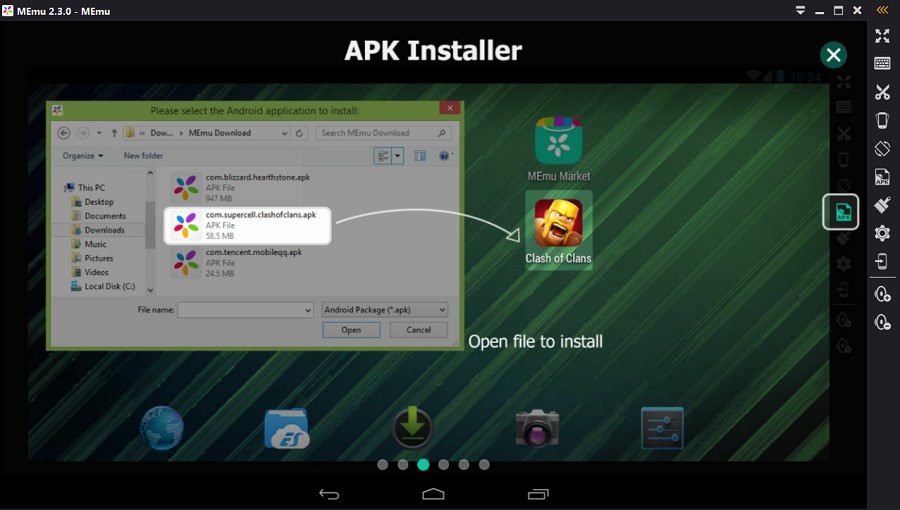 MEmu 2.3.0 - MEmu
APK Installer
10:24
Please select the Android application to install:
« Dow... ▸ MEmu Download
Search MEmu Download
Organize
New folder
This PC
Desktop
Documents
Downloads
Music
Pictures
Videos
Local Disk (C:)
com.blizzard.hearthstone.apk
APK File
947 MB
com.supercell.clashofclans.apk
APK File
58.5 MB
com.tencent.mobileqq.apk
APK File
24.5 MB
File name:
Android Package (*.apk)
Open
Cancel
MEmu Market
Clash of Clans
Open file to install
ES
APK
APK